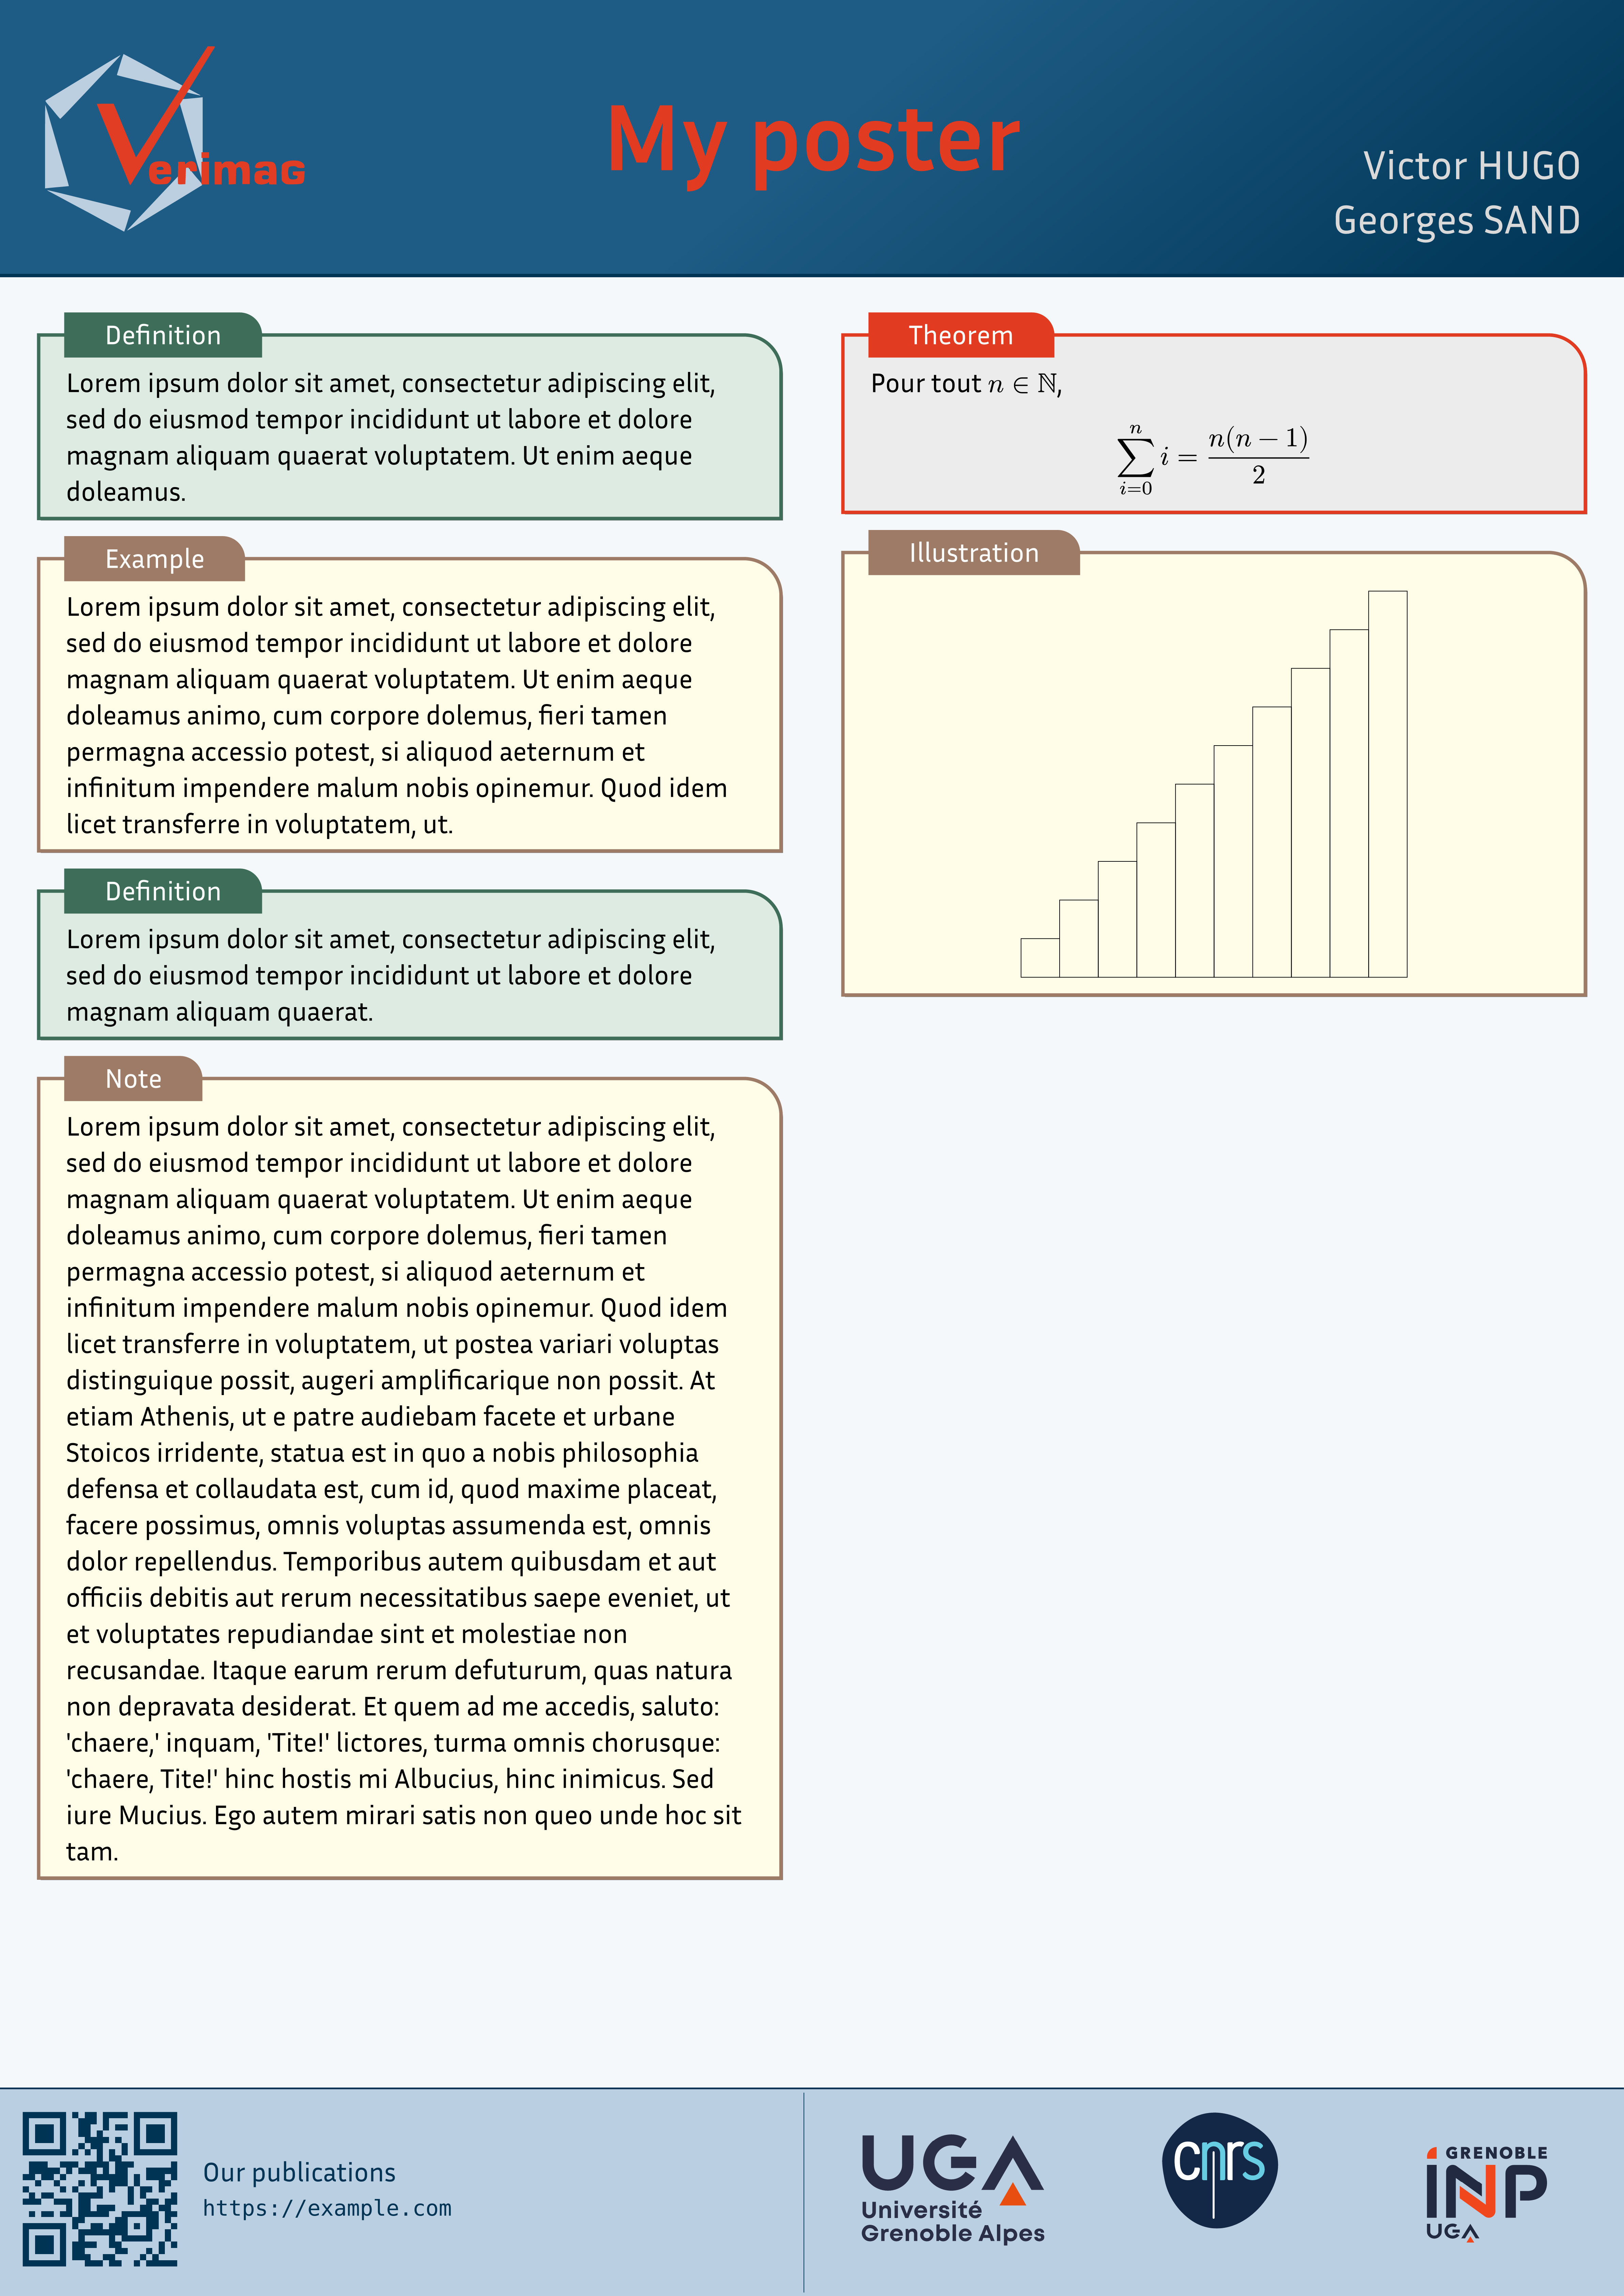 Verimag
My poster
Victor HUGO
Georges SAND
Definition
Lorem ipsum dolor sit amet, consectetur adipiscing elit,
sed do eiusmod tempor incididunt ut labore et dolore
magnam aliquam quaerat voluptatem. Ut enim aeque
doleamus.
Example
Lorem ipsum dolor sit amet, consectetur adipiscing elit,
sed do eiusmod tempor incididunt ut labore et dolore
magnam aliquam quaerat voluptatem. Ut enim aeque
doleamus animo, cum corpore dolemus, fieri tamen
permagna accessio potest, si aliquod aeternum et
infinitum impendere malum nobis opinemur. Quod idem
licet transferre in voluptatem, ut.
Definition
Lorem ipsum dolor sit amet, consectetur adipiscing elit,
sed do eiusmod tempor incididunt ut labore et dolore
magnam aliquam quaerat.
Note
Lorem ipsum dolor sit amet, consectetur adipiscing elit,
sed do eiusmod tempor incididunt ut labore et dolore
magnam aliquam quaerat voluptatem. Ut enim aeque
doleamus animo, cum corpore dolemus, fieri tamen
permagna accessio potest, si aliquod aeternum et
infinitum impendere malum nobis opinemur. Quod idem
licet transferre in voluptatem, ut postea variari voluptas
distinguique possit, augeri amplificarique non possit. At
etiam Athenis, ut e patre audiebam facete et urbane
Stoicos irridente, statua est in quo a nobis philosophia
defensa et collaudata est, cum id, quod maxime placeat,
facere possimus, omnis voluptas assumenda est, omnis
dolor repellendus. Temporibus autem quibusdam et aut
officiis debitis aut rerum necessitatibus saepe eveniet, ut
et voluptates repudiandae sint et molestiae non
recusandae. Itaque earum rerum defuturum, quas natura
non depravata desiderat. Et quem ad me accedis, saluto:
'chaere,' inquam, 'Tite!' lictores, turma omnis chorusque:
'chaere, Tite!' hinc hostis mi Albucius, hinc inimicus. Sed
iure Mucius. Ego autem mirari satis non queo unde hoc sit
tam.
Theorem
Pour tout n ∈ ℕ,
∑_{i=0}^{n} i = n(n − 1)/2
Illustration
Our publications
https://example.com
UGA
Université
Grenoble Alpes
cnrs
GRENOBLE
INP
UGA